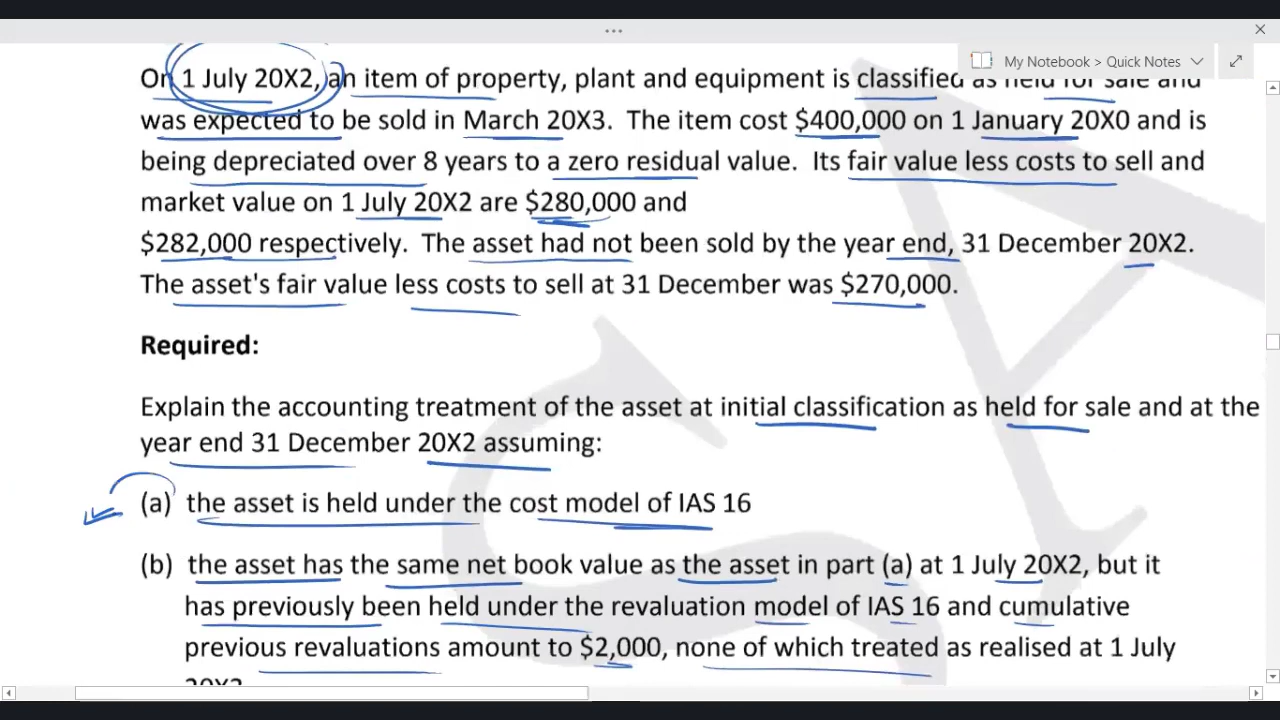 My Notebook > Quick Notes
On 1 July 20X2, an item of property, plant and equipment is classified as held for sale and
was expected to be sold in March 20X3. The item cost $400,000 on 1 January 20X0 and is
being depreciated over 8 years to a zero residual value. Its fair value less costs to sell and
market value on 1 July 20X2 are $280,000 and
$282,000 respectively. The asset had not been sold by the year end, 31 December 20X2.
The asset's fair value less costs to sell at 31 December was $270,000.
Required:
Explain the accounting treatment of the asset at initial classification as held for sale and at the
year end 31 December 20X2 assuming:
(a) the asset is held under the cost model of IAS 16
(b) the asset has the same net book value as the asset in part (a) at 1 July 20X2, but it
has previously been held under the revaluation model of IAS 16 and cumulative
previous revaluations amount to $2,000, none of which treated as realised at 1 July
20X2